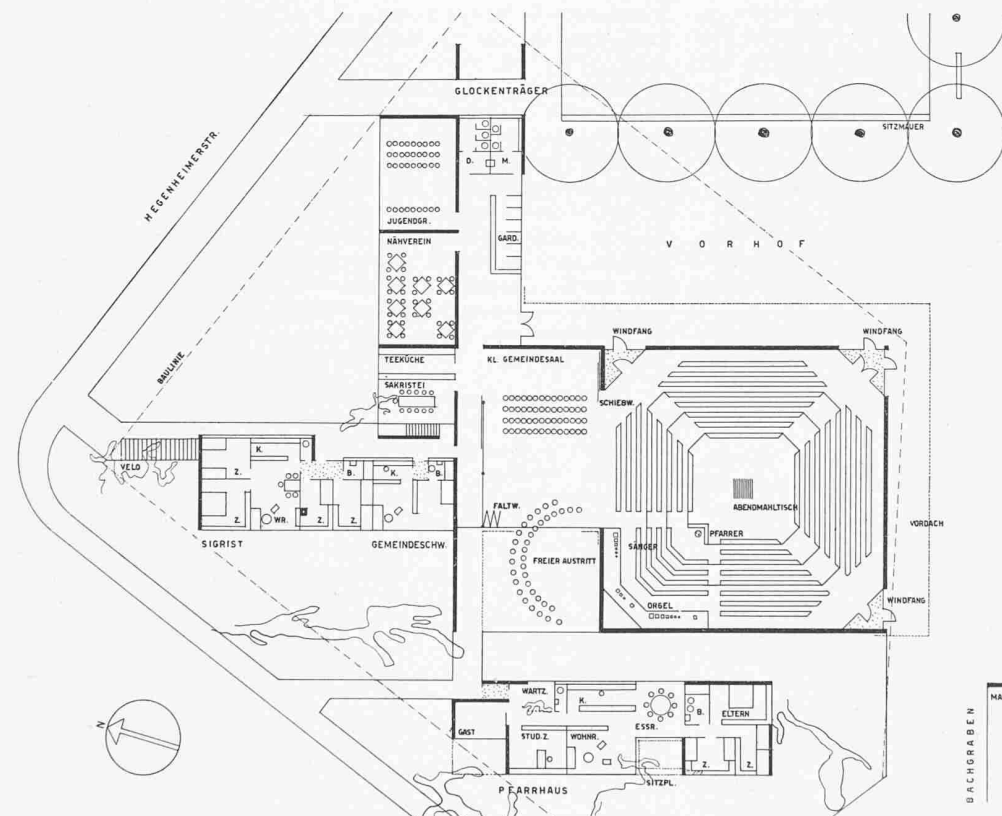 GLOCKENTRÄGER
HEGENHEIMERSTR.
SITZMAUER
D. M.
JUGENDGR.
GARD.
NÄHVEREIN
VORHOF
WINDFANG
WINDFANG
BAULINIE
TEEKÜCHE
KL. GEMEINDESAAL
SAKRISTEI
SCHIEBW.
K.
VELO
Z.
B.
K.
B.
ABENDMAHLTISCH
FALTW.
Z.
WR.
Z.
Z.
VORDACH
SIGRIST
GEMEINDESCHW.
SÄNGER
PFARRER
FREIER AUSTRITT
WINDFANG
ORGEL
N
WARTZ.
K.
B.
ELTERN
GAST
STUD.Z.
WOHNR.
ESSR.
Z.
Z.
SITZPL.
PFARRHAUS
BACHGRABEN
MA